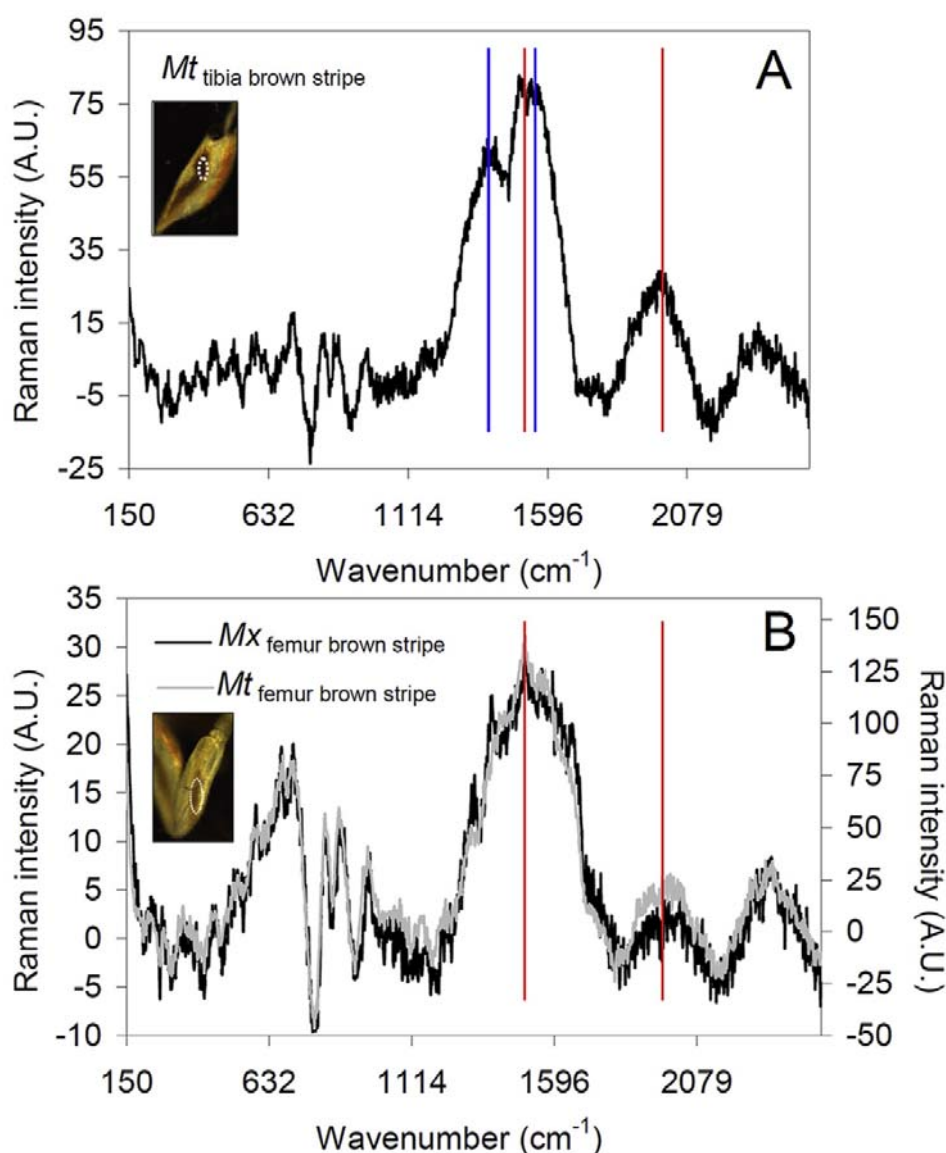 A
Mt tibia brown stripe
95
75
55
35
15
-5
-25
Raman intensity (A.U.)
150 632 1114 1596 2079
Wavenumber (cm-1)
B
Mx femur brown stripe
Mt femur brown stripe
35
30
25
20
15
10
5
0
-5
-10
Raman intensity (A.U.)
150
125
100
75
50
25
0
-25
-50
Raman intensity (A.U.)
150 632 1114 1596 2079
Wavenumber (cm-1)